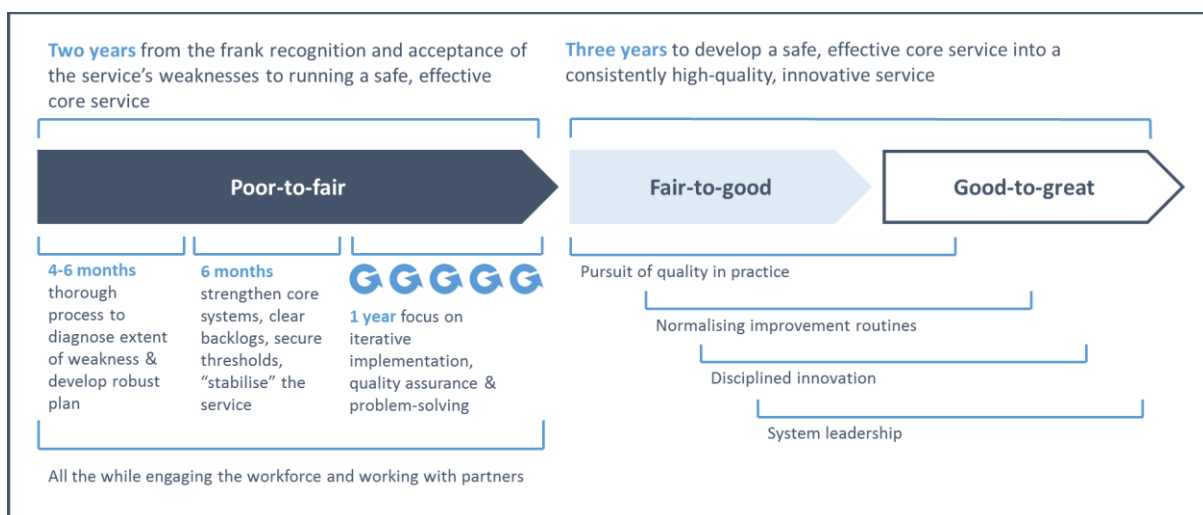 Two years from the frank recognition and acceptance of
the service's weaknesses to running a safe, effective
core service
Three years to develop a safe, effective core service into a
consistently high-quality, innovative service
Poor-to-fair
Fair-to-good
Good-to-great
4-6 months
thorough
process to
diagnose extent
of weakness &
develop robust
plan
6 months
strengthen core
systems, clear
backlogs, secure
thresholds,
“stabilise” the
service
1 year focus on
iterative
implementation,
quality assurance &
problem-solving
All the while engaging the workforce and working with partners
Pursuit of quality in practice
Normalising improvement routines
Disciplined innovation
System leadership